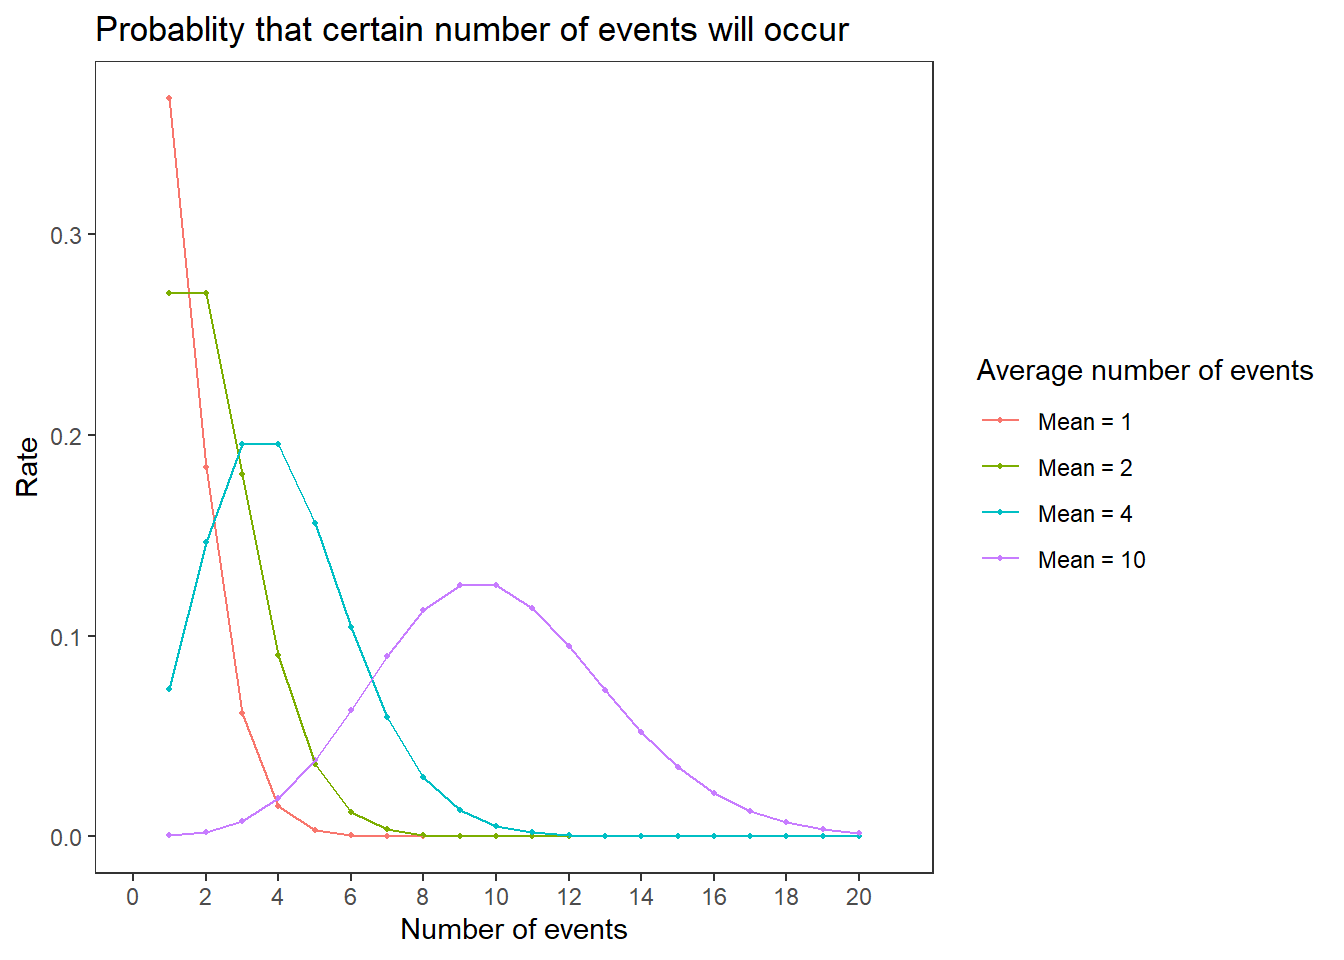 Probablity that certain number of events will occur
Rate
0.3
0.2
0.1
0.0
0 2 4 6 8 10 12 14 16 18 20
Number of events
Average number of events
Mean = 1
Mean = 2
Mean = 4
Mean = 10